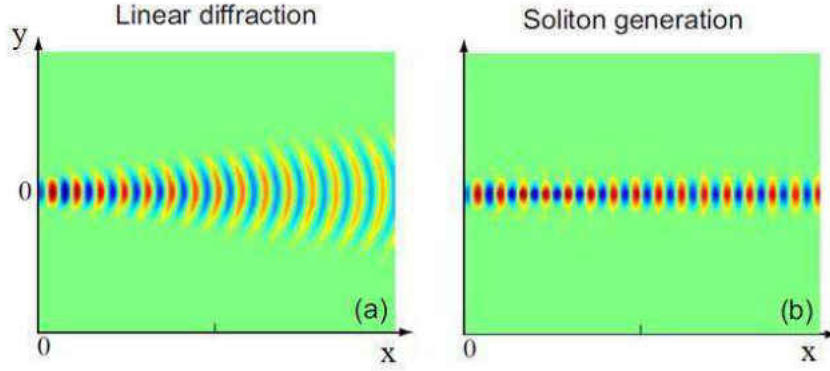 Linear diffraction
Soliton generation
y
0
(a)
(b)
0
x
0
x